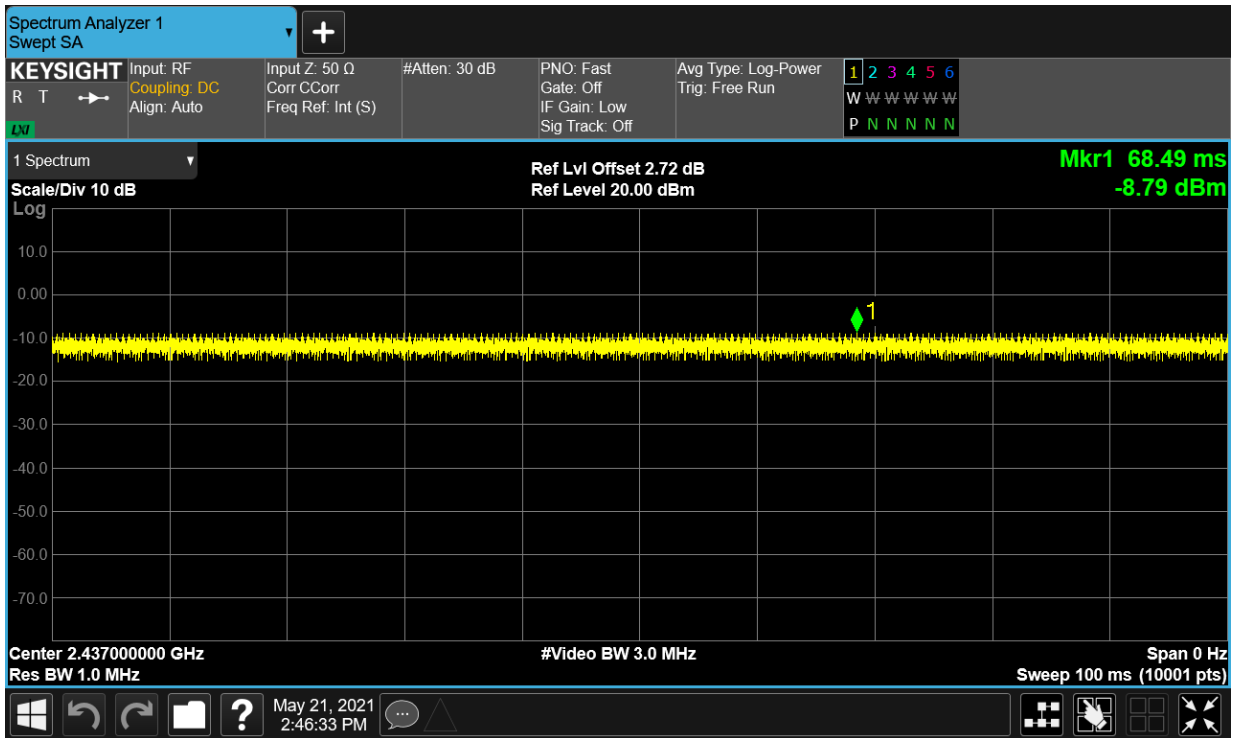 Spectrum Analyzer 1
Swept SA
KEYSIGHT
R T
LXI
Input: RF
Coupling: DC
Align: Auto
Input Z: 50 Ω
Corr CCorr
Freq Ref: Int (S)
#Atten: 30 dB
PNO: Fast
Gate: Off
IF Gain: Low
Sig Track: Off
Avg Type: Log-Power
Trig: Free Run
1 2 3 4 5 6
W W W W W W
P N N N N N
1 Spectrum
Scale/Div 10 dB
Log
Ref Lvl Offset 2.72 dB
Ref Level 20.00 dBm
Mkr1 68.49 ms
-8.79 dBm
10.0
0.00
1
-10.0
-20.0
-30.0
-40.0
-50.0
-60.0
-70.0
Center 2.437000000 GHz
Res BW 1.0 MHz
#Video BW 3.0 MHz
Span 0 Hz
Sweep 100 ms (10001 pts)
?
May 21, 2021
2:46:33 PM